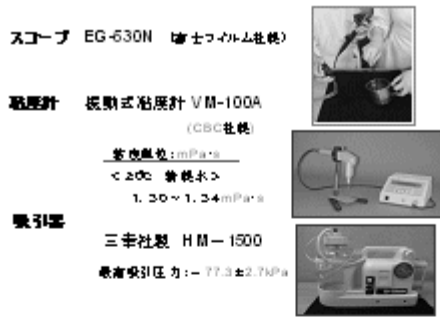 スコープ EG-530N (富士フイルム社製)
粘度計 振動式粘度計 VM-100A
(CBC社製)
粘度単位:mPa・s
<20℃ 精製水>
1.30~1.34mPa・s
吸引器
三幸社製 HM-1500
最高吸引圧力:-77.3±2.7kPa